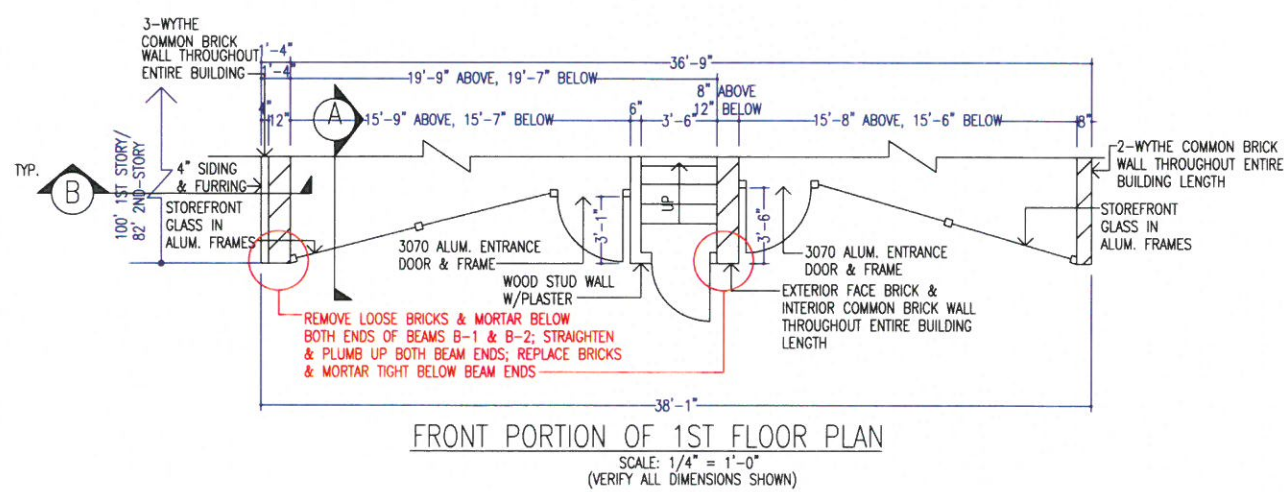 3-WYTHE
COMMON BRICK
WALL THROUGHOUT
ENTIRE BUILDING
1'-4"
1'-4"
36'-9"
19'-9" ABOVE, 19'-7" BELOW
8" ABOVE
12" BELOW
4"
12"
A
15'-9" ABOVE, 15'-7" BELOW
6"
3'-6"
15'-8" ABOVE, 15'-6" BELOW
8"
TYP.
B
100' 1ST STORY/
82' 2ND-STORY
4" SIDING
& FURRING
STOREFRONT
GLASS IN
ALUM. FRAMES
3070 ALUM. ENTRANCE
DOOR & FRAME
3'-1"
UP
3'-6"
WOOD STUD WALL
W/PLASTER
3070 ALUM. ENTRANCE
DOOR & FRAME
EXTERIOR FACE BRICK &
INTERIOR COMMON BRICK WALL
THROUGHOUT ENTIRE BUILDING
LENGTH
2-WYTHE COMMON BRICK
WALL THROUGHOUT ENTIRE
BUILDING LENGTH
STOREFRONT
GLASS IN
ALUM. FRAMES
REMOVE LOOSE BRICKS & MORTAR BELOW
BOTH ENDS OF BEAMS B-1 & B-2; STRAIGHTEN
& PLUMB UP BOTH BEAM ENDS; REPLACE BRICKS
& MORTAR TIGHT BELOW BEAM ENDS
38'-1"
FRONT PORTION OF 1ST FLOOR PLAN
SCALE: 1/4" = 1'-0"
(VERIFY ALL DIMENSIONS SHOWN)